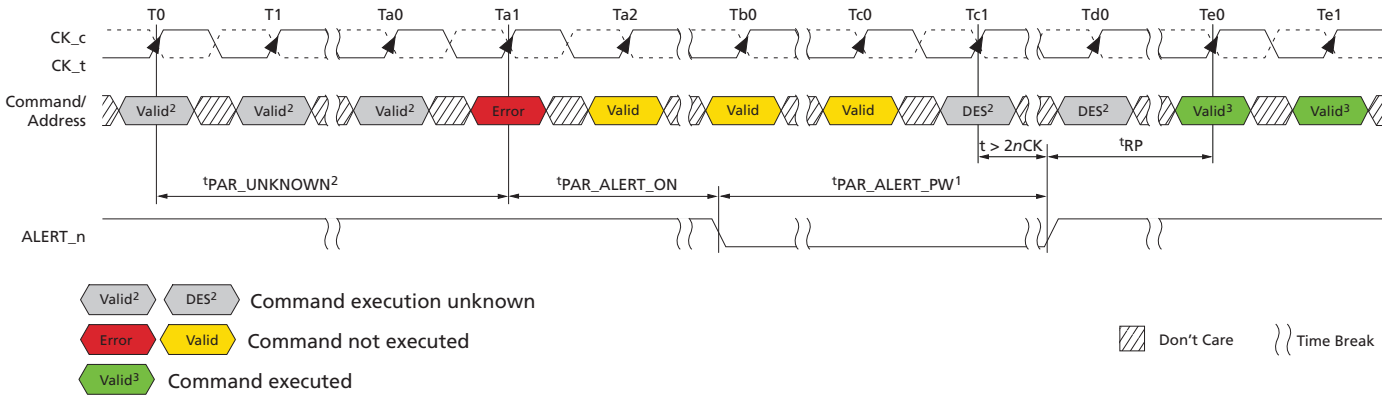 T0 T1 Ta0 Ta1 Ta2 Tb0 Tc0 Tc1 Td0 Te0 Te1
CK_c
CK_t
Command/
Address
Valid² Valid² Valid² Error Valid Valid Valid DES² DES² Valid³ Valid³
t > 2nCK
tRP
tPAR_UNKNOWN² tPAR_ALERT_ON tPAR_ALERT_PW¹
ALERT_n
Valid² DES² Command execution unknown
Error Valid Command not executed
Don't Care Time Break
Valid³ Command executed